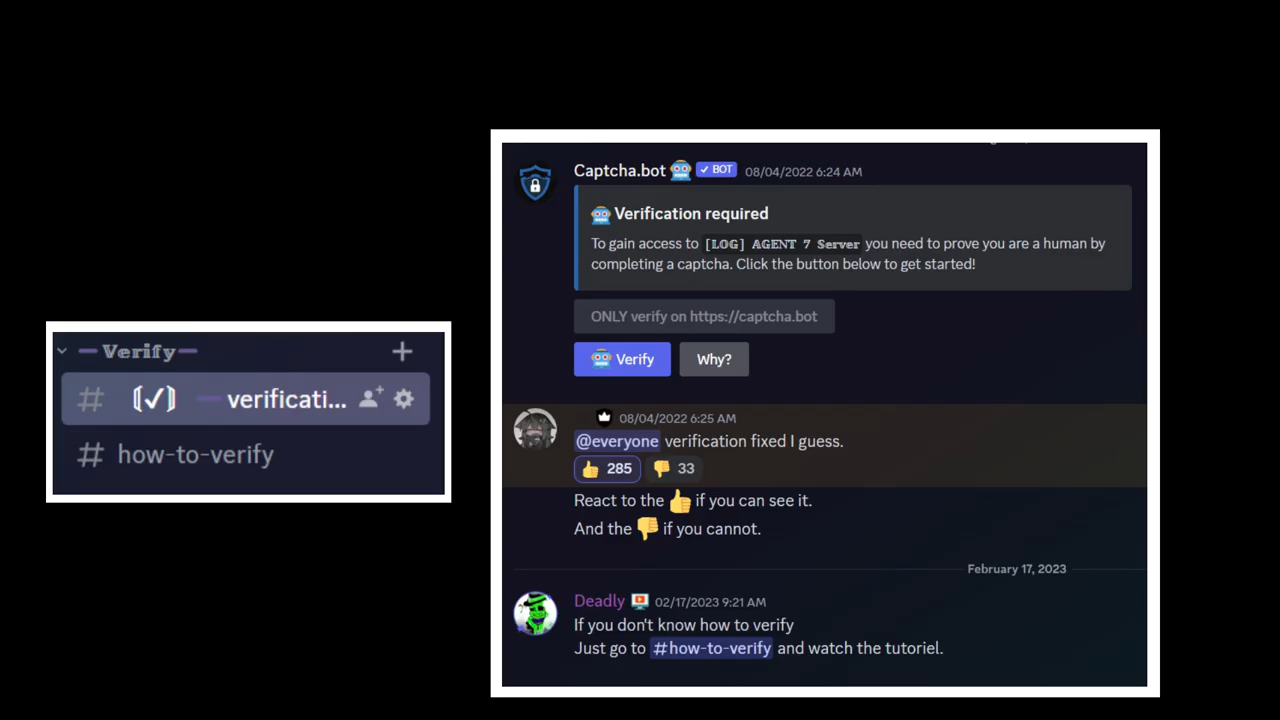 Verify
# 〔✓〕 verificati...
# how-to-verify
Captcha.bot 🤖 ✓ BOT 08/04/2022 6:24 AM
🤖 Verification required
To gain access to [LOG] AGENT 7 Server you need to prove you are a human by
completing a captcha. Click the button below to get started!
ONLY verify on https://captcha.bot
🤖 Verify Why?
08/04/2022 6:25 AM
@everyone verification fixed I guess.
👍 285 👎 33
React to the 👍 if you can see it.
And the 👎 if you cannot.
February 17, 2023
Deadly 02/17/2023 9:21 AM
If you don't know how to verify
Just go to #how-to-verify and watch the tutoriel.